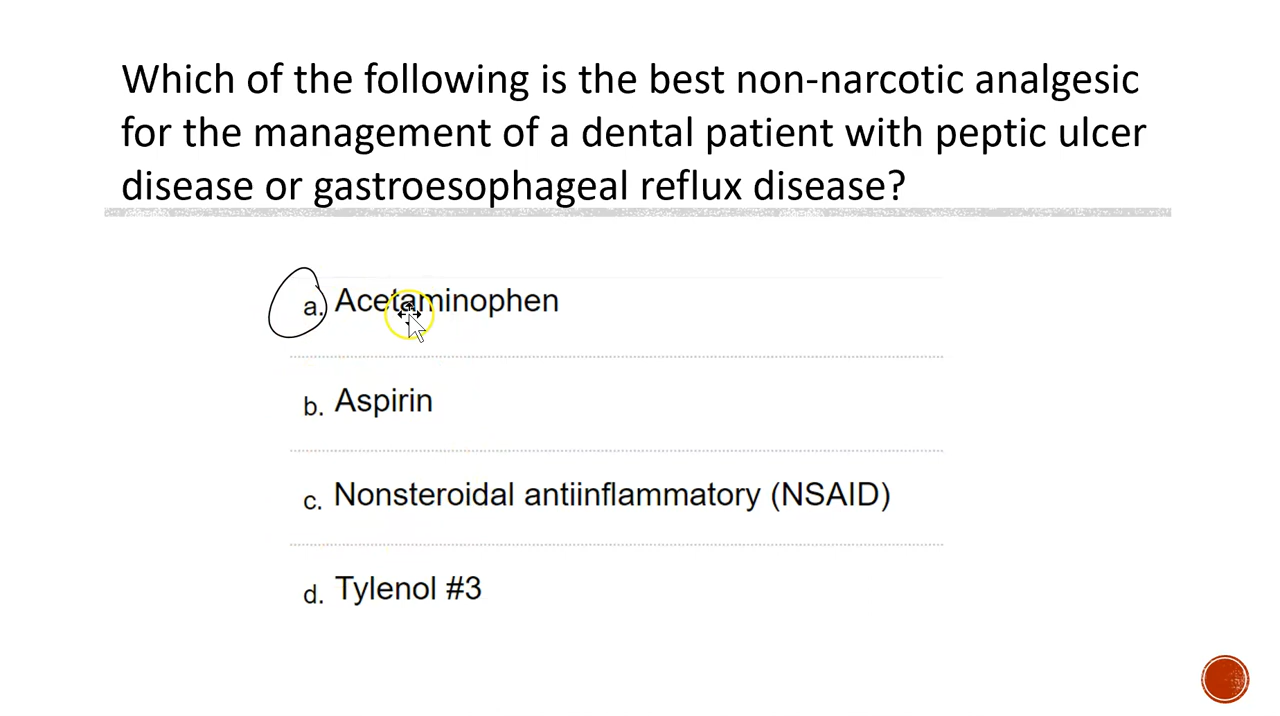 Which of the following is the best non-narcotic analgesic
for the management of a dental patient with peptic ulcer
disease or gastroesophageal reflux disease?
a. Acetaminophen
b. Aspirin
c. Nonsteroidal antiinflammatory (NSAID)
d. Tylenol #3